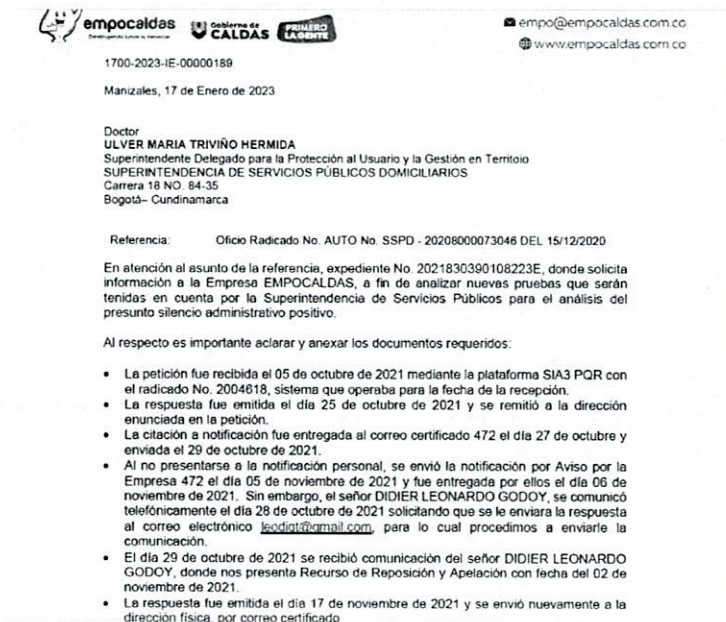 empocaldas
Gobierno de
CALDAS
PRIMERO
LA GENTE
empo@empocaldas.com.co
www.empocaldas.com.co
1700-2023-IE-00000189
Manizales, 17 de Enero de 2023
Doctor
ULVER MARIA TRIVIÑO HERMIDA
Superintendente Delegado para la Protección al Usuario y la Gestión en Territoio
SUPERINTENDENCIA DE SERVICIOS PÚBLICOS DOMICILIARIOS
Carrera 18 NO. 84-35
Bogotá– Cundinamarca
Referencia: Oficio Radicado No. AUTO No. SSPD - 20208000073046 DEL 15/12/2020
En atención al asunto de la referencia, expediente No. 2021830390108223E, donde solicita
información a la Empresa EMPOCALDAS, a fin de analizar nuevas pruebas que serán
tenidas en cuenta por la Superintendencia de Servicios Públicos para el análisis del
presunto silencio administrativo positivo.
Al respecto es importante aclarar y anexar los documentos requeridos:
• La petición fue recibida el 05 de octubre de 2021 mediante la plataforma SIA3 PQR con
el radicado No. 2004618, sistema que operaba para la fecha de la recepción.
• La respuesta fue emitida el día 25 de octubre de 2021 y se remitió a la dirección
enunciada en la petición.
• La citación a notificación fue entregada al correo certificado 472 el día 27 de octubre y
enviada el 29 de octubre de 2021.
• Al no presentarse a la notificación personal, se envió la notificación por Aviso por la
Empresa 472 el día 05 de noviembre de 2021 y fue entregada por ellos el día 06 de
noviembre de 2021. Sin embargo, el señor DIDIER LEONARDO GODOY, se comunicó
telefónicamente el día 28 de octubre de 2021 solicitando que se le enviara la respuesta
al correo electrónico leodigt@gmail.com, para lo cual procedimos a enviarle la
comunicación.
• El día 29 de octubre de 2021 se recibió comunicación del señor DIDIER LEONARDO
GODOY, donde nos presenta Recurso de Reposición y Apelación con fecha del 02 de
noviembre de 2021.
• La respuesta fue emitida el día 17 de noviembre de 2021 y se envió nuevamente a la
dirección física, por correo certificado